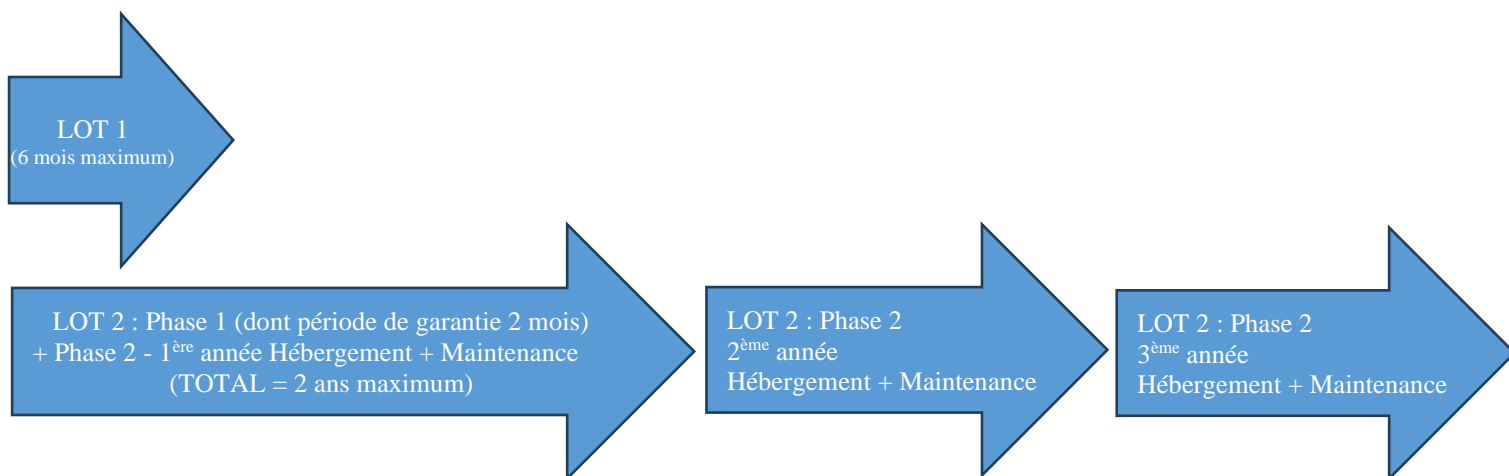 LOT 1
(6 mois maximum)
LOT 2 : Phase 1 (dont période de garantie 2 mois)
+ Phase 2 - 1ère année Hébergement + Maintenance
(TOTAL = 2 ans maximum)
LOT 2 : Phase 2
2ème année
Hébergement + Maintenance
LOT 2 : Phase 2
3ème année
Hébergement + Maintenance